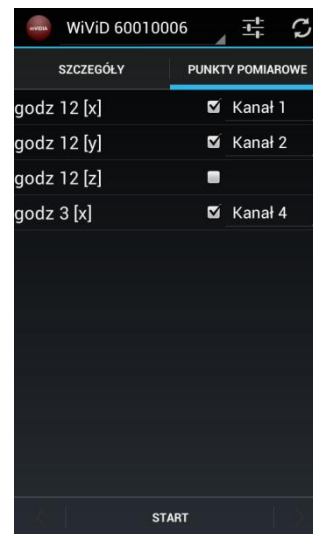 WiViD 60010006
SZCZEGÓŁY PUNKTY POMIAROWE
godz 12 [x] Kanał 1
godz 12 [y] Kanał 2
godz 12 [z]
godz 3 [x] Kanał 4
START